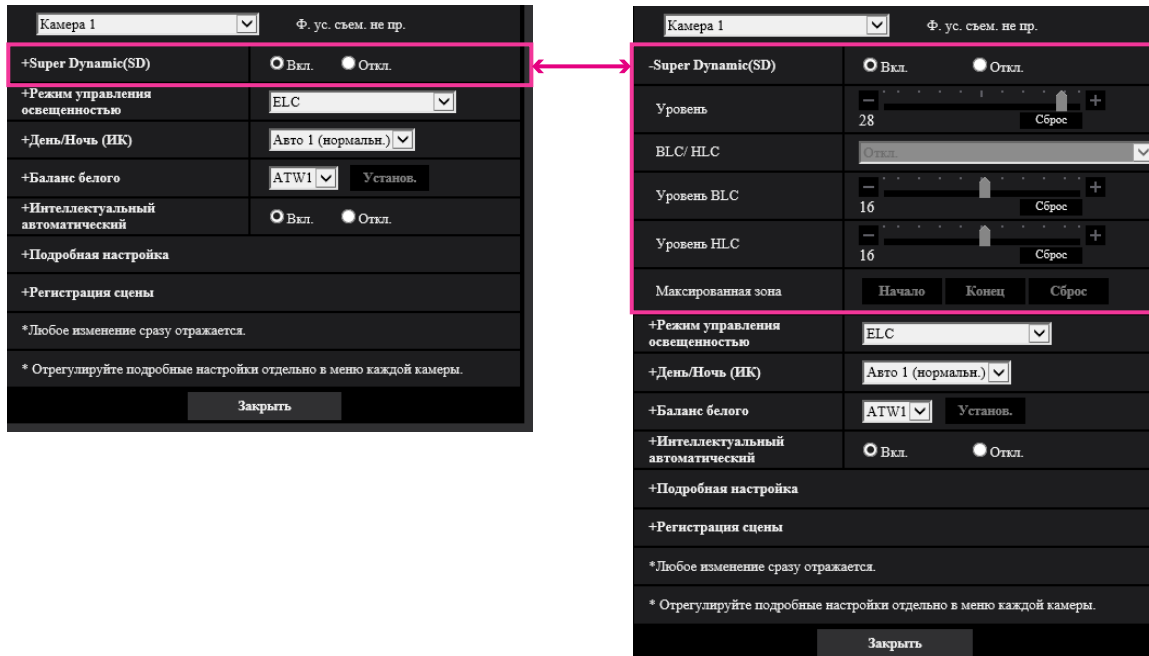 Камера 1 Ф. ус. съем. не пр.
+Super Dynamic(SD) Вкл. Откл.
+Режим управления
освещенностью
ELC
+День/Ночь (ИК) Авто 1 (нормальн.)
+Баланс белого ATW1 Установ.
+Интеллектуальный
автоматический
Вкл. Откл.
+Подробная настройка
+Регистрация сцены
*Любое изменение сразу отражается.
* Отрегулируйте подробные настройки отдельно в меню каждой камеры.
Закрыть
Камера 1 Ф. ус. съем. не пр.
-Super Dynamic(SD) Вкл. Откл.
Уровень
28 Сброс
BLC/ HLC Откл.
Уровень BLC
16 Сброс
Уровень HLC
16 Сброс
Максированная зона Начало Конец Сброс
+Режим управления
освещенностью
ELC
+День/Ночь (ИК) Авто 1 (нормальн.)
+Баланс белого ATW1 Установ.
+Интеллектуальный
автоматический
Вкл. Откл.
+Подробная настройка
+Регистрация сцены
*Любое изменение сразу отражается.
* Отрегулируйте подробные настройки отдельно в меню каждой камеры.
Закрыть